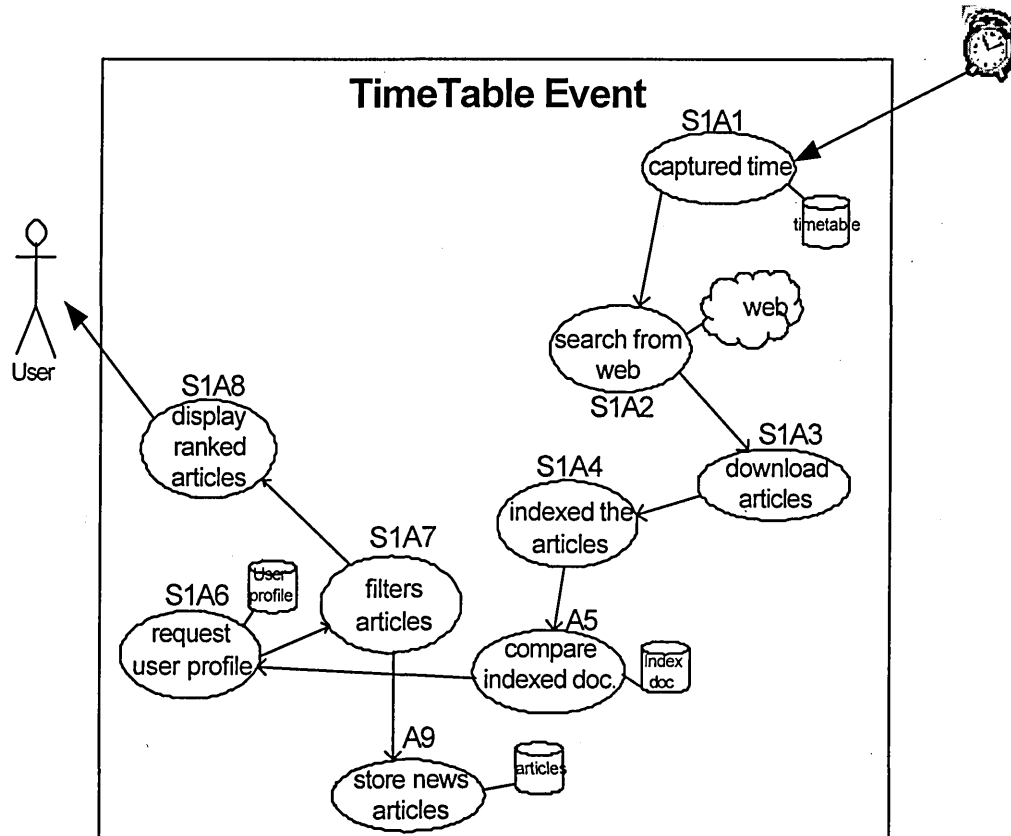 TimeTable Event
S1A1
captured time
timetable
web
search from
web
S1A2
User
S1A8
display
ranked
articles
S1A3
download
articles
S1A4
indexed the
articles
S1A7
filters
articles
User
profile
S1A6
request
user profile
A5
compare
indexed doc.
Index
doc
A9
store news
articles
articles